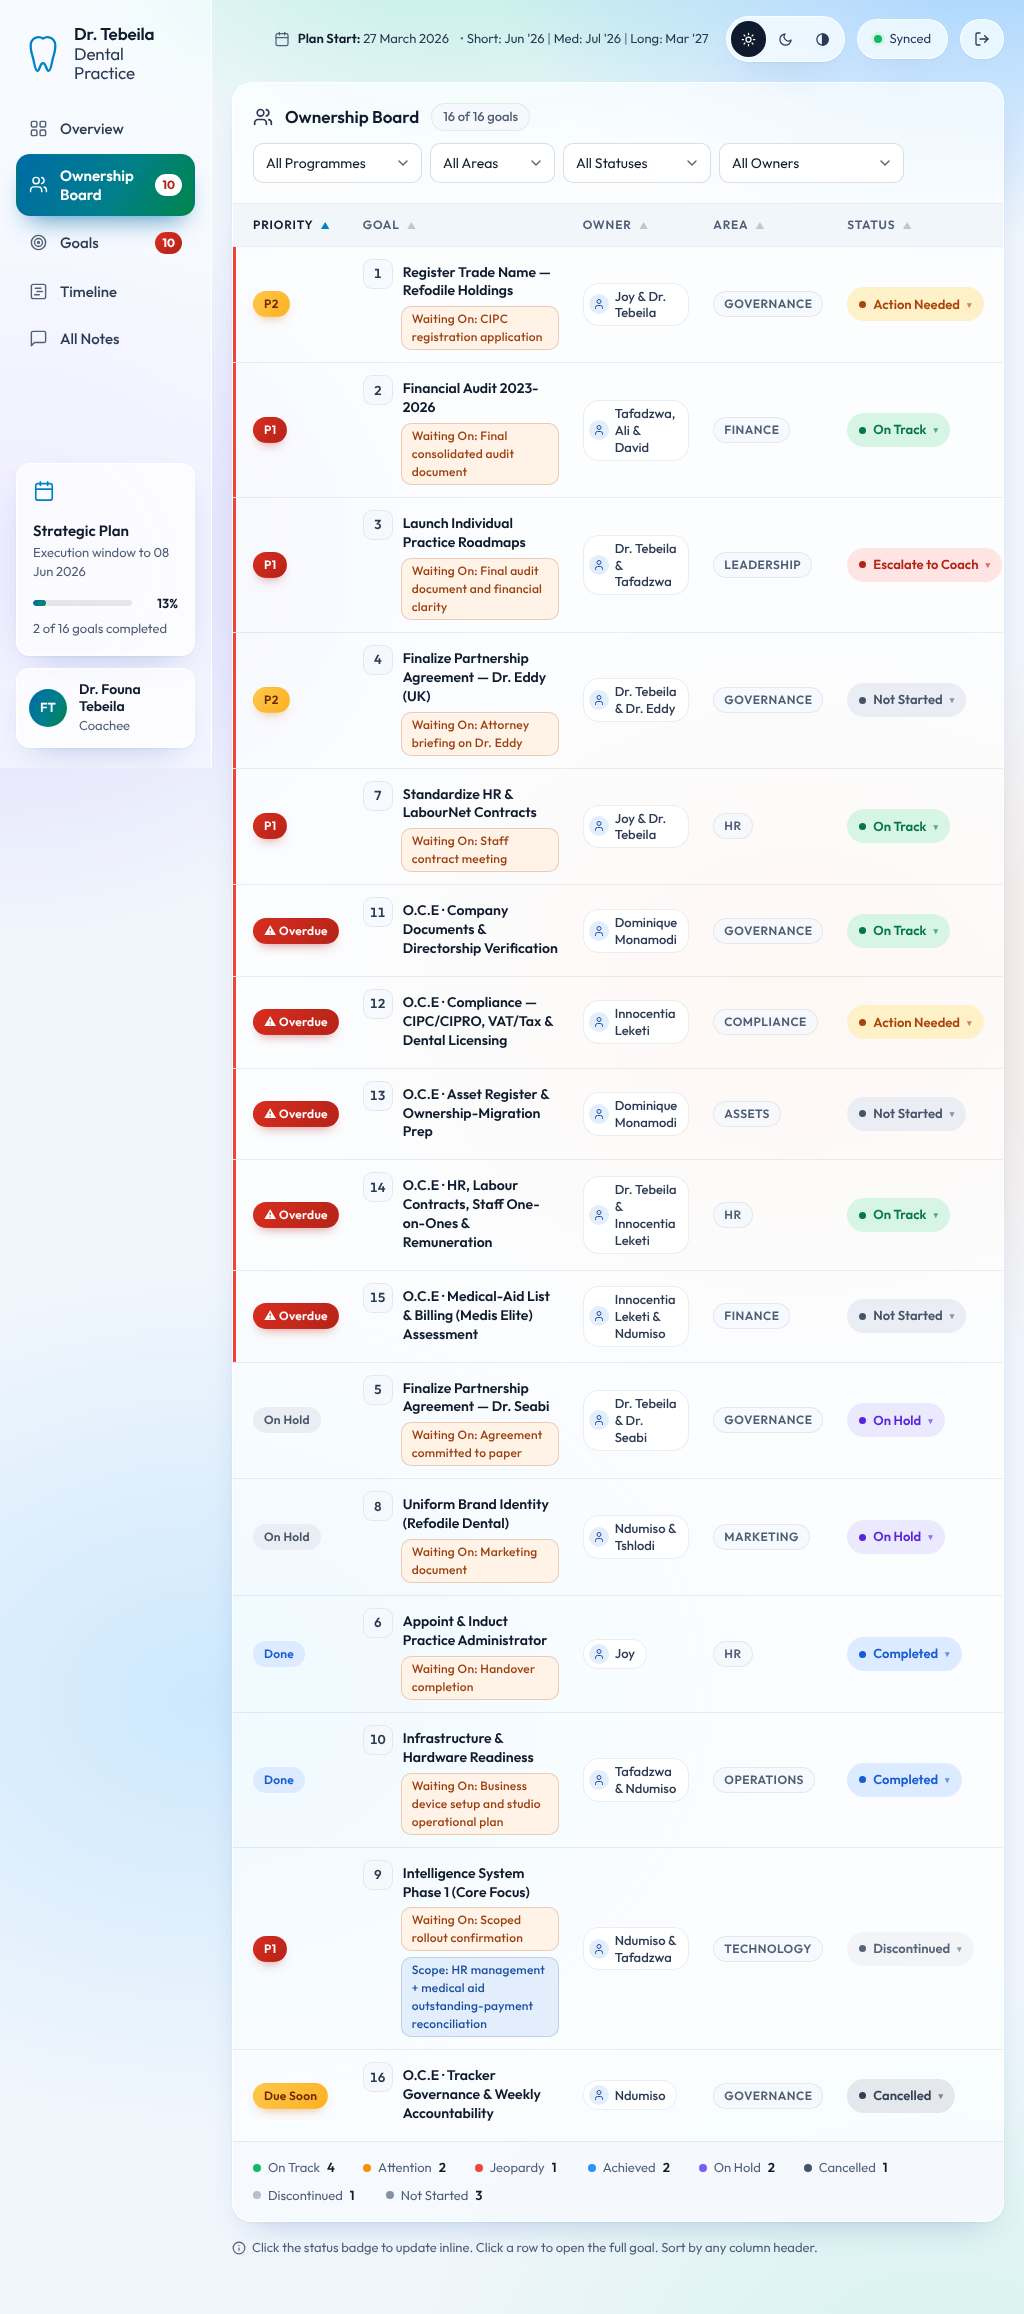 Dr. Tebeila
Dental
Practice
Overview
Ownership
Board
10
Goals
10
Timeline
All Notes
Strategic Plan
Execution window to 08
Jun 2026
13%
2 of 16 goals completed
FT
Dr. Founa
Tebeila
Coachee
Plan Start: 27 March 2026 · Short: Jun '26 | Med: Jul '26 | Long: Mar '27
Synced
Ownership Board
16 of 16 goals
All Programmes
All Areas
All Statuses
All Owners
PRIORITY ▲ GOAL ▲ OWNER ▲ AREA ▲ STATUS ▲
P2
1
Register Trade Name —
Refodile Holdings
Waiting On: CIPC
registration application
Joy & Dr.
Tebeila
GOVERNANCE
Action Needed ▾
P1
2
Financial Audit 2023-
2026
Waiting On: Final
consolidated audit
document
Tafadzwa,
Ali &
David
FINANCE
On Track ▾
P1
3
Launch Individual
Practice Roadmaps
Waiting On: Final audit
document and financial
clarity
Dr. Tebeila
&
Tafadzwa
LEADERSHIP
Escalate to Coach ▾
P2
4
Finalize Partnership
Agreement — Dr. Eddy
(UK)
Waiting On: Attorney
briefing on Dr. Eddy
Dr. Tebeila
& Dr. Eddy
GOVERNANCE
Not Started ▾
P1
7
Standardize HR &
LabourNet Contracts
Waiting On: Staff
contract meeting
Joy & Dr.
Tebeila
HR
On Track ▾
⚠ Overdue
11
O.C.E · Company
Documents &
Directorship Verification
Dominique
Monamodi
GOVERNANCE
On Track ▾
⚠ Overdue
12
O.C.E · Compliance —
CIPC/CIPRO, VAT/Tax &
Dental Licensing
Innocentia
Leketi
COMPLIANCE
Action Needed ▾
⚠ Overdue
13
O.C.E · Asset Register &
Ownership-Migration
Prep
Dominique
Monamodi
ASSETS
Not Started ▾
⚠ Overdue
14
O.C.E · HR, Labour
Contracts, Staff One-
on-Ones &
Remuneration
Dr. Tebeila
&
Innocentia
Leketi
HR
On Track ▾
⚠ Overdue
15
O.C.E · Medical-Aid List
& Billing (Medis Elite)
Assessment
Innocentia
Leketi &
Ndumiso
FINANCE
Not Started ▾
On Hold
5
Finalize Partnership
Agreement — Dr. Seabi
Waiting On: Agreement
committed to paper
Dr. Tebeila
& Dr.
Seabi
GOVERNANCE
On Hold ▾
On Hold
8
Uniform Brand Identity
(Refodile Dental)
Waiting On: Marketing
document
Ndumiso &
Tshlodi
MARKETING
On Hold ▾
Done
6
Appoint & Induct
Practice Administrator
Waiting On: Handover
completion
Joy
HR
Completed ▾
Done
10
Infrastructure &
Hardware Readiness
Waiting On: Business
device setup and studio
operational plan
Tafadzwa
& Ndumiso
OPERATIONS
Completed ▾
P1
9
Intelligence System
Phase 1 (Core Focus)
Waiting On: Scoped
rollout confirmation
Scope: HR management
+ medical aid
outstanding-payment
reconciliation
Ndumiso &
Tafadzwa
TECHNOLOGY
Discontinued ▾
Due Soon
16
O.C.E · Tracker
Governance & Weekly
Accountability
Ndumiso
GOVERNANCE
Cancelled ▾
On Track 4 Attention 2 Jeopardy 1 Achieved 2 On Hold 2 Cancelled 1
Discontinued 1 Not Started 3
Click the status badge to update inline. Click a row to open the full goal. Sort by any column header.